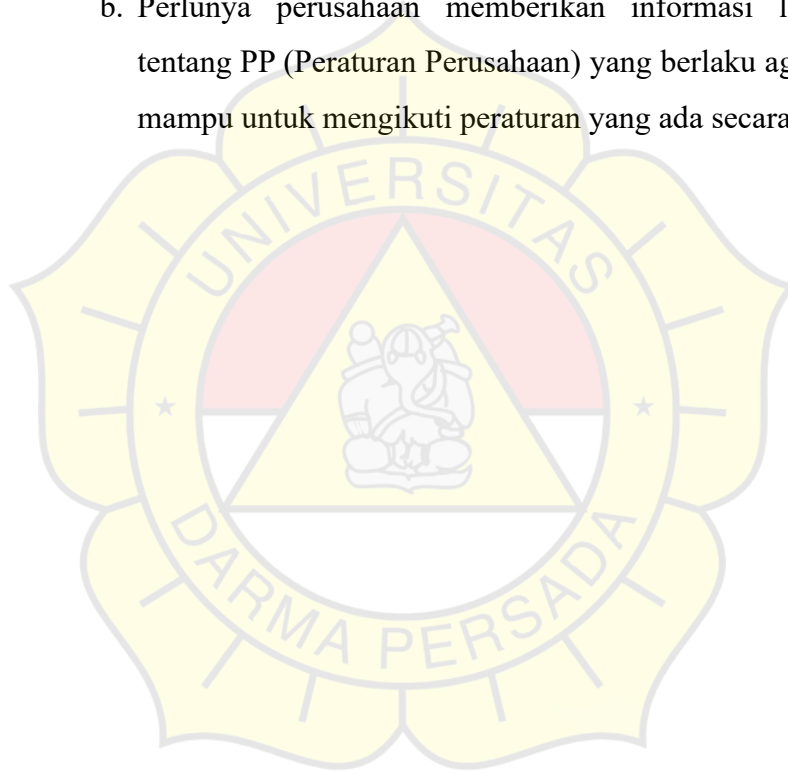 b. Perlunya perusahaan memberikan informasi
tentang PP (Peraturan Perusahaan) yang berlaku
mampu untuk mengikuti peraturan yang ada secara
UNIVERSITAS
DARMA PERSADA